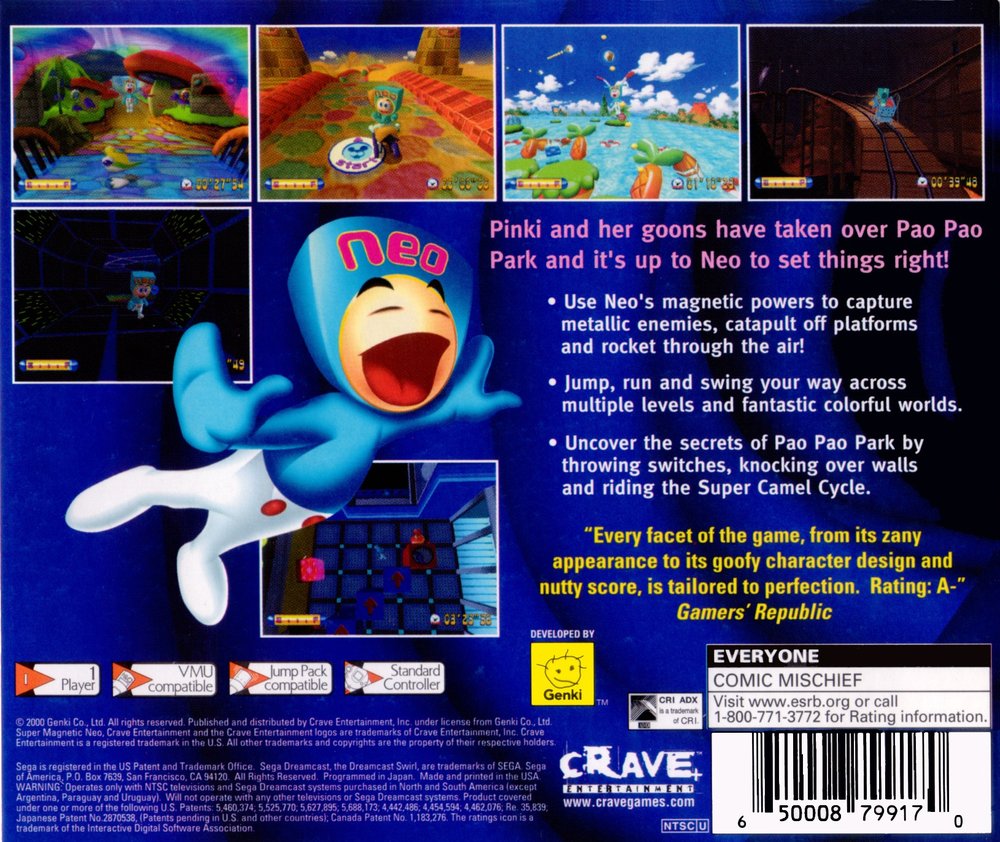 00"27"54
start
01"10"
00"39"48
"49
neo
Pinki and her goons have taken over Pao Pao
Park and it's up to Neo to set things right!
• Use Neo's magnetic powers to capture
metallic enemies, catapult off platforms
and rocket through the air!
• Jump, run and swing your way across
multiple levels and fantastic colorful worlds.
• Uncover the secrets of Pao Pao Park by
throwing switches, knocking over walls
and riding the Super Camel Cycle.
"Every facet of the game, from its zany
appearance to its goofy character design and
nutty score, is tailored to perfection. Rating: A-"
Gamers' Republic
DEVELOPED BY
Genki
TM
1
Player
VMU
compatible
Jump Pack
compatible
Standard
Controller
CRI ADX
is a trademark
of CRI.
EVERYONE
COMIC MISCHIEF
Visit www.esrb.org or call
1-800-771-3772 for Rating information.
© 2000 Genki Co., Ltd. All rights reserved. Published and distributed by Crave Entertainment, Inc. under license from Genki Co., Ltd.
Super Magnetic Neo, Crave Entertainment and the Crave Entertainment logos are trademarks of Crave Entertainment, Inc. Crave
Entertainment is a registered trademark in the U.S. All other trademarks and copyrights are the property of their respective holders.
Sega is registered in the US Patent and Trademark Office. Sega Dreamcast, the Dreamcast Swirl, are trademarks of SEGA. Sega
of America, P.O. Box 7639, San Francisco, CA 94120. All Rights Reserved. Programmed in Japan. Made and printed in the USA.
WARNING: Operates only with NTSC televisions and Sega Dreamcast systems purchased in North and South America (except
Argentina, Paraguay and Uruguay). Will not operate with any other televisions or Sega Dreamcast systems. Product covered
under one or more of the following U.S. Patents: 5,460,374, 5,525,770, 5,627,895, 5,688,173, 4,442,486, 4,454,594, 4,462,076; Re. 35,839,
Japanese Patent No.2870538, (Patents pending in U.S. and other countries); Canada Patent No. 1,183,276. The ratings icon is a
trademark of the Interactive Digital Software Association.
CRAVE
ENTERTAINMENT
www.cravegames.com
NTSC U
6 50008 79917 0